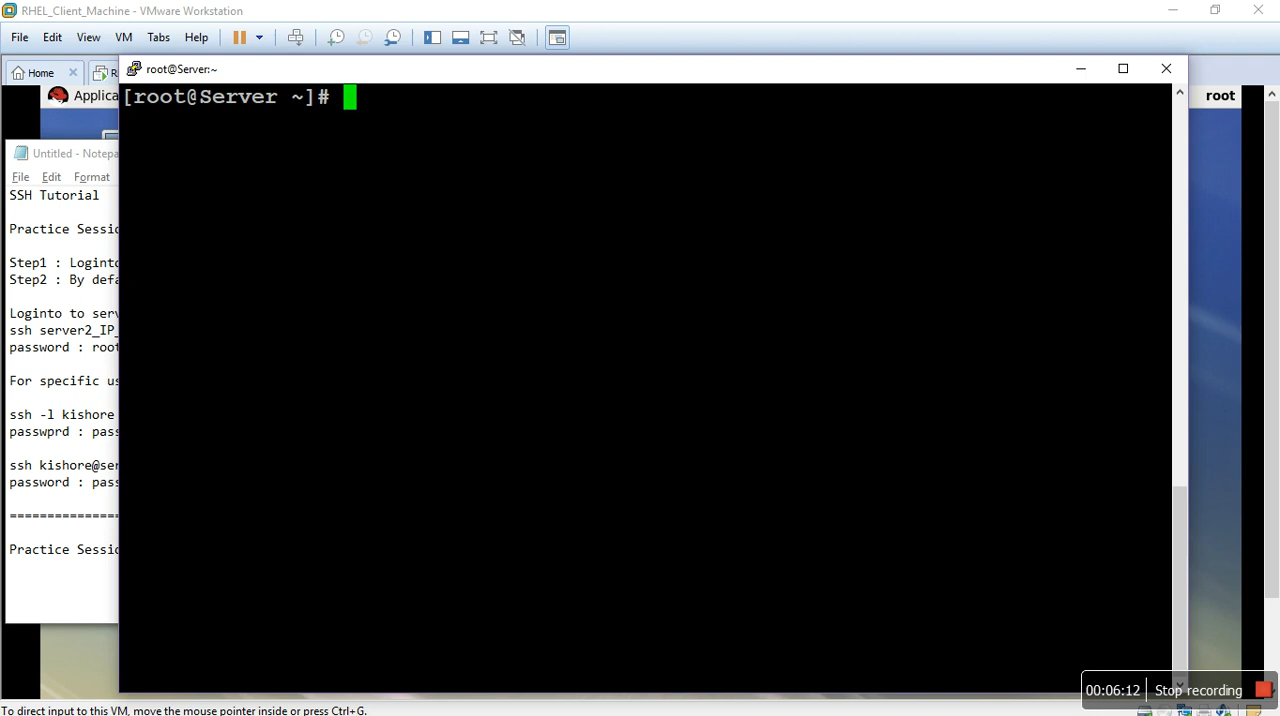 RHEL_Client_Machine - VMware Workstation
File Edit View VM Tabs Help
Home R
root@Server:~
Applica
root
[root@Server ~]#
Untitled - Notepa
File Edit Format
SSH Tutorial
Practice Sessio
Step1 : Loginto
Step2 : By defa
Loginto to serv
ssh server2_IP_
password : root
For specific us
ssh -l kishore
passwprd : pass
ssh kishore@ser
password : pass
================
Practice Sessio
00:06:12 Stop recording
To direct input to this VM, move the mouse pointer inside or press Ctrl+G.